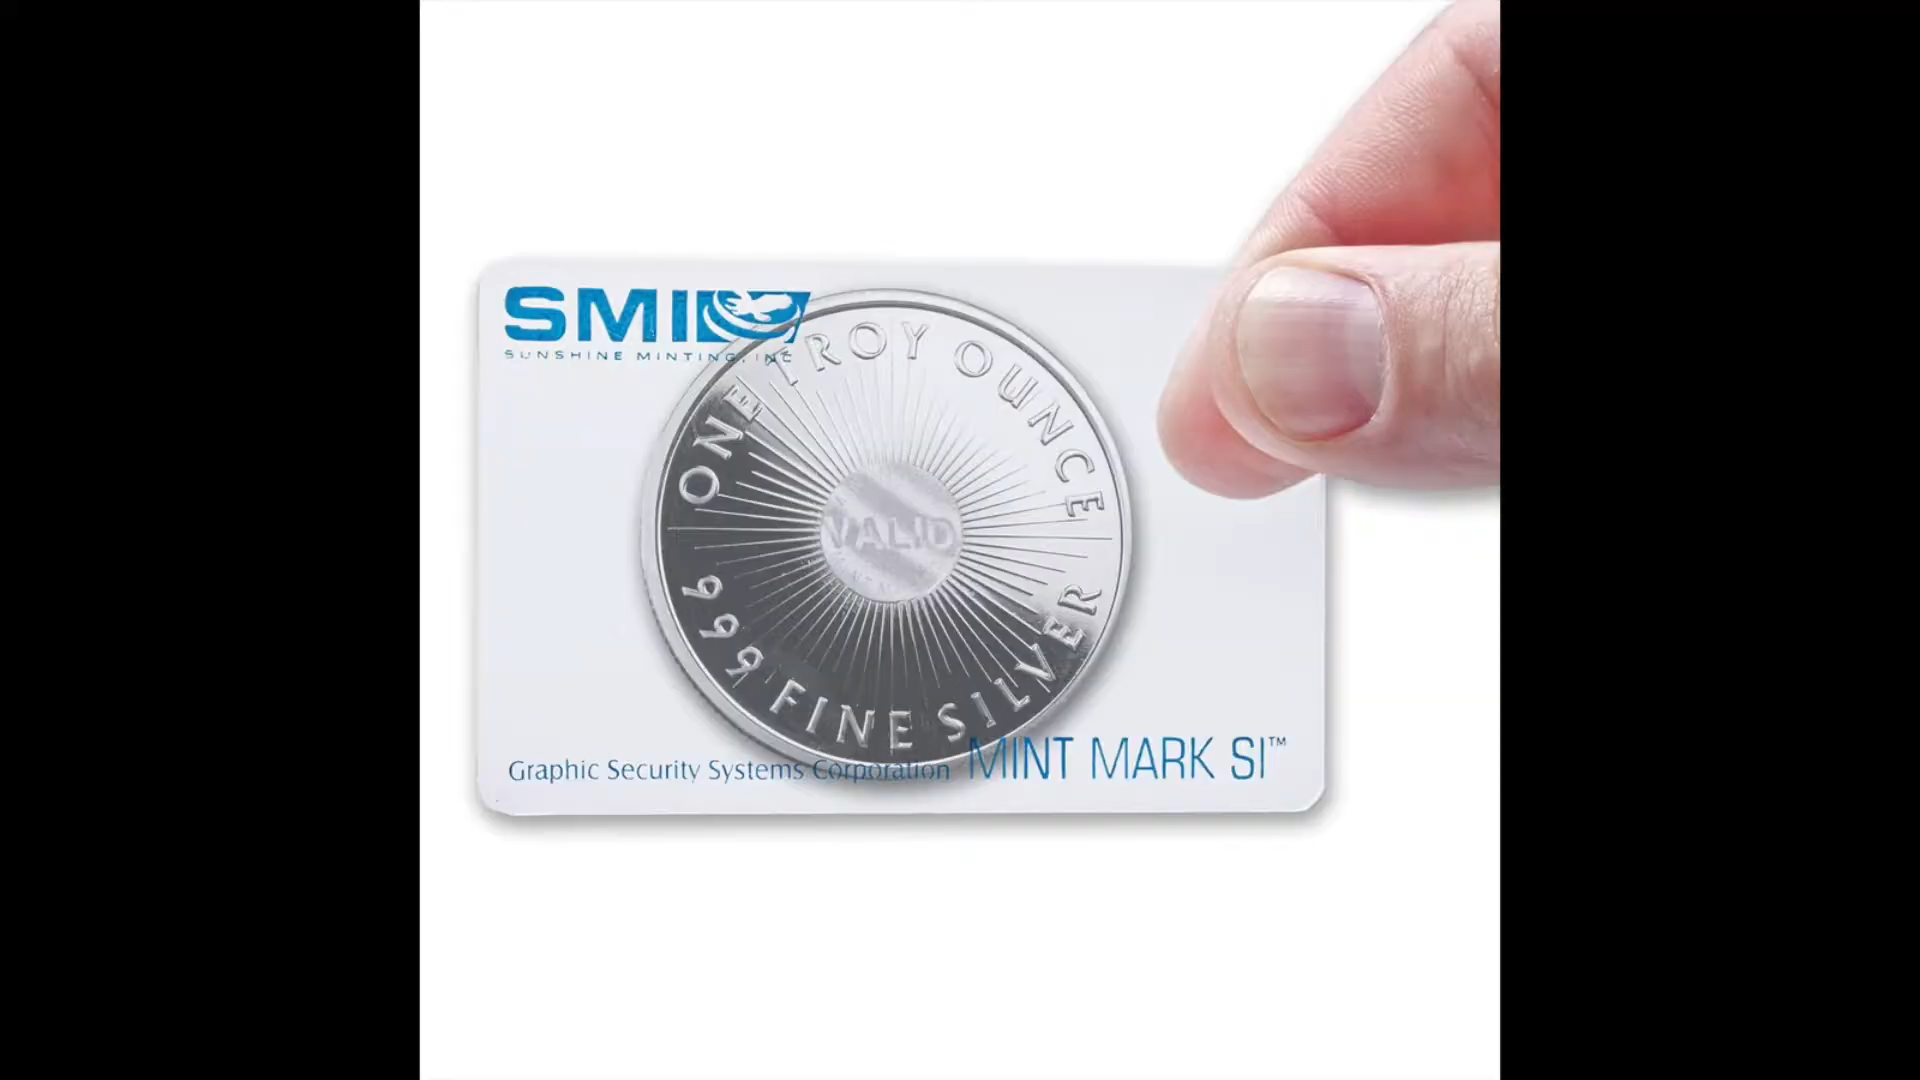 SMI
SUNSHINE MINTING, INC
ONE TROY OUNCE
VALID
999 FINE SILVER
Graphic Security Systems Corporation
MINT MARK SI™